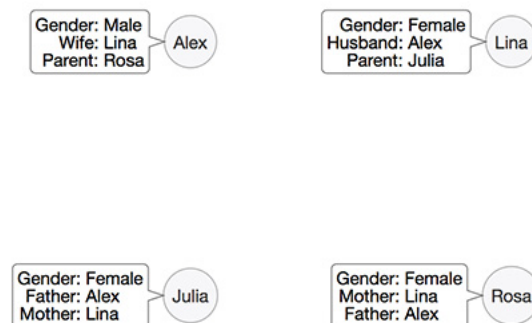 Gender: Male
Wife: Lina
Parent: Rosa
Alex
Gender: Female
Husband: Alex
Parent: Julia
Lina
Gender: Female
Father: Alex
Mother: Lina
Julia
Gender: Female
Mother: Lina
Father: Alex
Rosa